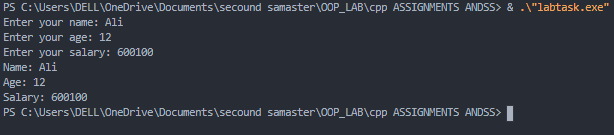 PS C:\Users\DELL\OneDrive\Documents\secound samaster\OOP_LAB\cpp ASSIGNMENTS ANDSS> & .\"labtask.exe"
Enter your name: Ali
Enter your age: 12
Enter your salary: 600100
Name: Ali
Age: 12
Salary: 600100
PS C:\Users\DELL\OneDrive\Documents\secound samaster\OOP_LAB\cpp ASSIGNMENTS ANDSS>